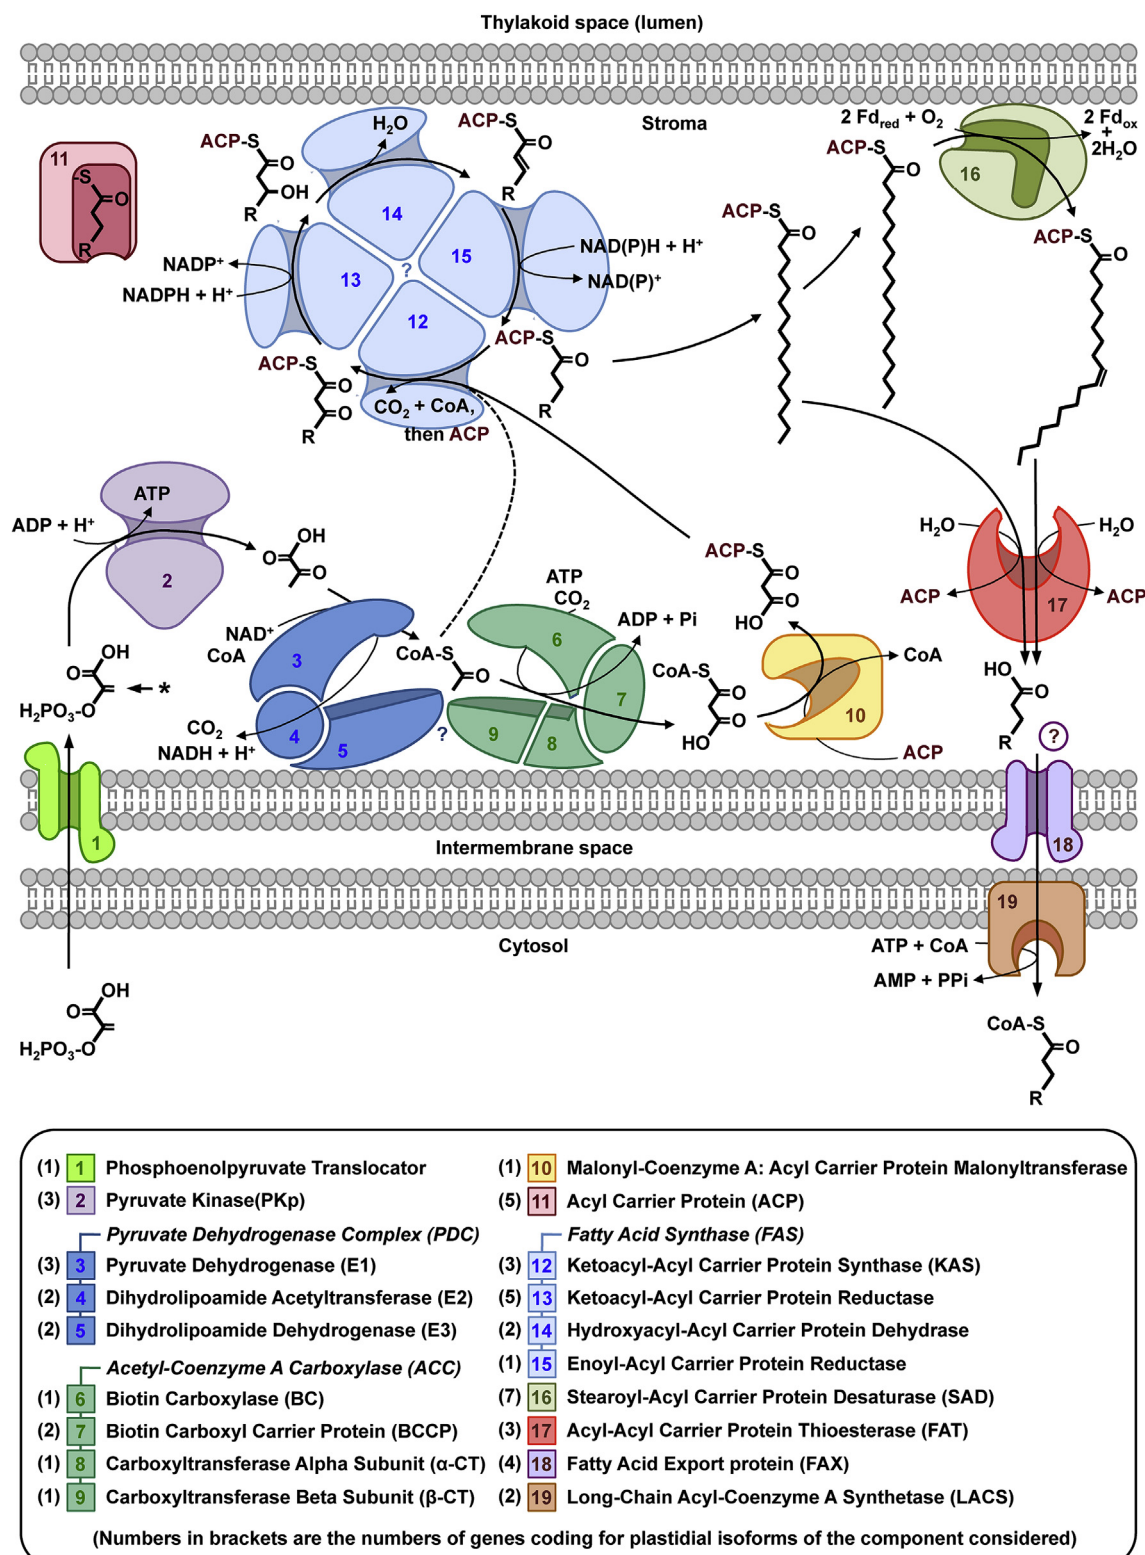 Thylakoid space (lumen)
Stroma
11
-S
O
R
ACP-S
O
OH
R
H₂O
ACP-S
O
R
14
13
15
12
?
NADP⁺
NADPH + H⁺
NAD(P)H + H⁺
NAD(P)⁺
ACP-S
O
O
R
ACP-S
O
R
CO₂ + CoA,
then ACP
ACP-S
O
2 Fdred + O₂
ACP-S
O
2 Fdox
+
2H₂O
16
ACP-S
O
ADP + H⁺
ATP
2
OH
O
O
OH
O
H₂PO₃-O
*
NAD⁺
CoA
3
4
5
CO₂
NADH + H⁺
CoA-S
O
?
ATP
CO₂
6
ADP + Pi
7
9
8
CoA-S
O
O
HO
ACP-S
O
O
HO
CoA
10
ACP
H₂O
H₂O
ACP
ACP
17
HO
O
R
?
1
18
Intermembrane space
19
Cytosol
ATP + CoA
AMP + PPi
OH
O
H₂PO₃-O
CoA-S
O
R
(1) 1 Phosphoenolpyruvate Translocator
(3) 2 Pyruvate Kinase(PKp)
Pyruvate Dehydrogenase Complex (PDC)
(3) 3 Pyruvate Dehydrogenase (E1)
(2) 4 Dihydrolipoamide Acetyltransferase (E2)
(2) 5 Dihydrolipoamide Dehydrogenase (E3)
Acetyl-Coenzyme A Carboxylase (ACC)
(1) 6 Biotin Carboxylase (BC)
(2) 7 Biotin Carboxyl Carrier Protein (BCCP)
(1) 8 Carboxyltransferase Alpha Subunit (α-CT)
(1) 9 Carboxyltransferase Beta Subunit (β-CT)
(1) 10 Malonyl-Coenzyme A: Acyl Carrier Protein Malonyltransferase
(5) 11 Acyl Carrier Protein (ACP)
Fatty Acid Synthase (FAS)
(3) 12 Ketoacyl-Acyl Carrier Protein Synthase (KAS)
(5) 13 Ketoacyl-Acyl Carrier Protein Reductase
(2) 14 Hydroxyacyl-Acyl Carrier Protein Dehydrase
(1) 15 Enoyl-Acyl Carrier Protein Reductase
(7) 16 Stearoyl-Acyl Carrier Protein Desaturase (SAD)
(3) 17 Acyl-Acyl Carrier Protein Thioesterase (FAT)
(4) 18 Fatty Acid Export protein (FAX)
(2) 19 Long-Chain Acyl-Coenzyme A Synthetase (LACS)
(Numbers in brackets are the numbers of genes coding for plastidial isoforms of the component considered)